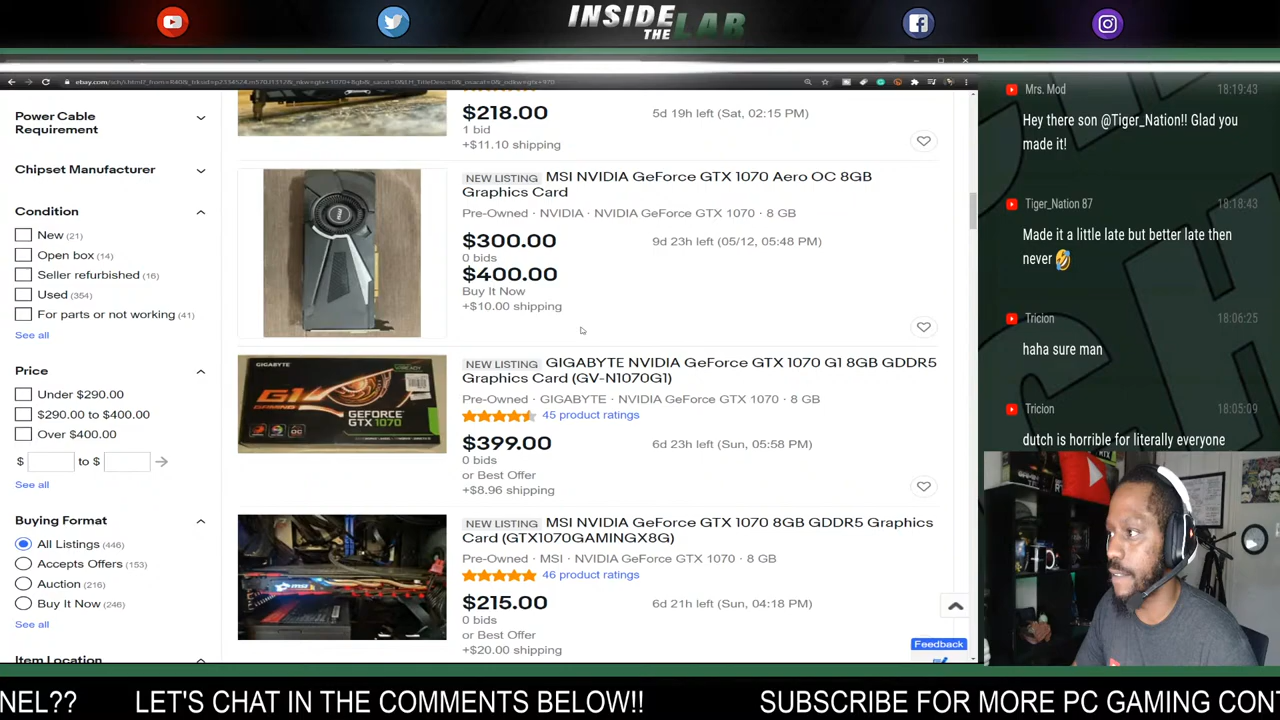 INSIDE
THE LAB
Power Cable
Requirement
Chipset Manufacturer
Condition
New (21)
Open box (14)
Seller refurbished (16)
Used (354)
For parts or not working (41)
See all
Price
Under $290.00
$290.00 to $400.00
Over $400.00
$ to $
See all
Buying Format
All Listings (446)
Accepts Offers (153)
Auction (216)
Buy It Now (246)
See all
Item Location
$218.00
5d 19h left (Sat, 02:15 PM)
1 bid
+$11.10 shipping
NEW LISTING MSI NVIDIA GeForce GTX 1070 Aero OC 8GB
Graphics Card
Pre-Owned · NVIDIA · NVIDIA GeForce GTX 1070 · 8 GB
$300.00
9d 23h left (05/12, 05:48 PM)
0 bids
$400.00
Buy It Now
+$10.00 shipping
GIGABYTE
G1
GAMING
GEFORCE
GTX 1070
NEW LISTING GIGABYTE NVIDIA GeForce GTX 1070 G1 8GB GDDR5
Graphics Card (GV-N1070G1)
Pre-Owned · GIGABYTE · NVIDIA GeForce GTX 1070 · 8 GB
45 product ratings
$399.00
6d 23h left (Sun, 05:58 PM)
0 bids
or Best Offer
+$8.96 shipping
NEW LISTING MSI NVIDIA GeForce GTX 1070 8GB GDDR5 Graphics
Card (GTX1070GAMINGX8G)
Pre-Owned · MSI · NVIDIA GeForce GTX 1070 · 8 GB
46 product ratings
$215.00
6d 21h left (Sun, 04:18 PM)
0 bids
or Best Offer
+$20.00 shipping
Feedback
Mrs. Mod 18:19:43
Hey there son @Tiger_Nation!! Glad you
made it!
Tiger_Nation 87 18:18:43
Made it a little late but better late then
never 🤣
Tricion 18:06:25
haha sure man
Tricion 18:05:09
dutch is horrible for literally everyone
NEL?? LET'S CHAT IN THE COMMENTS BELOW!! SUBSCRIBE FOR MORE PC GAMING CON